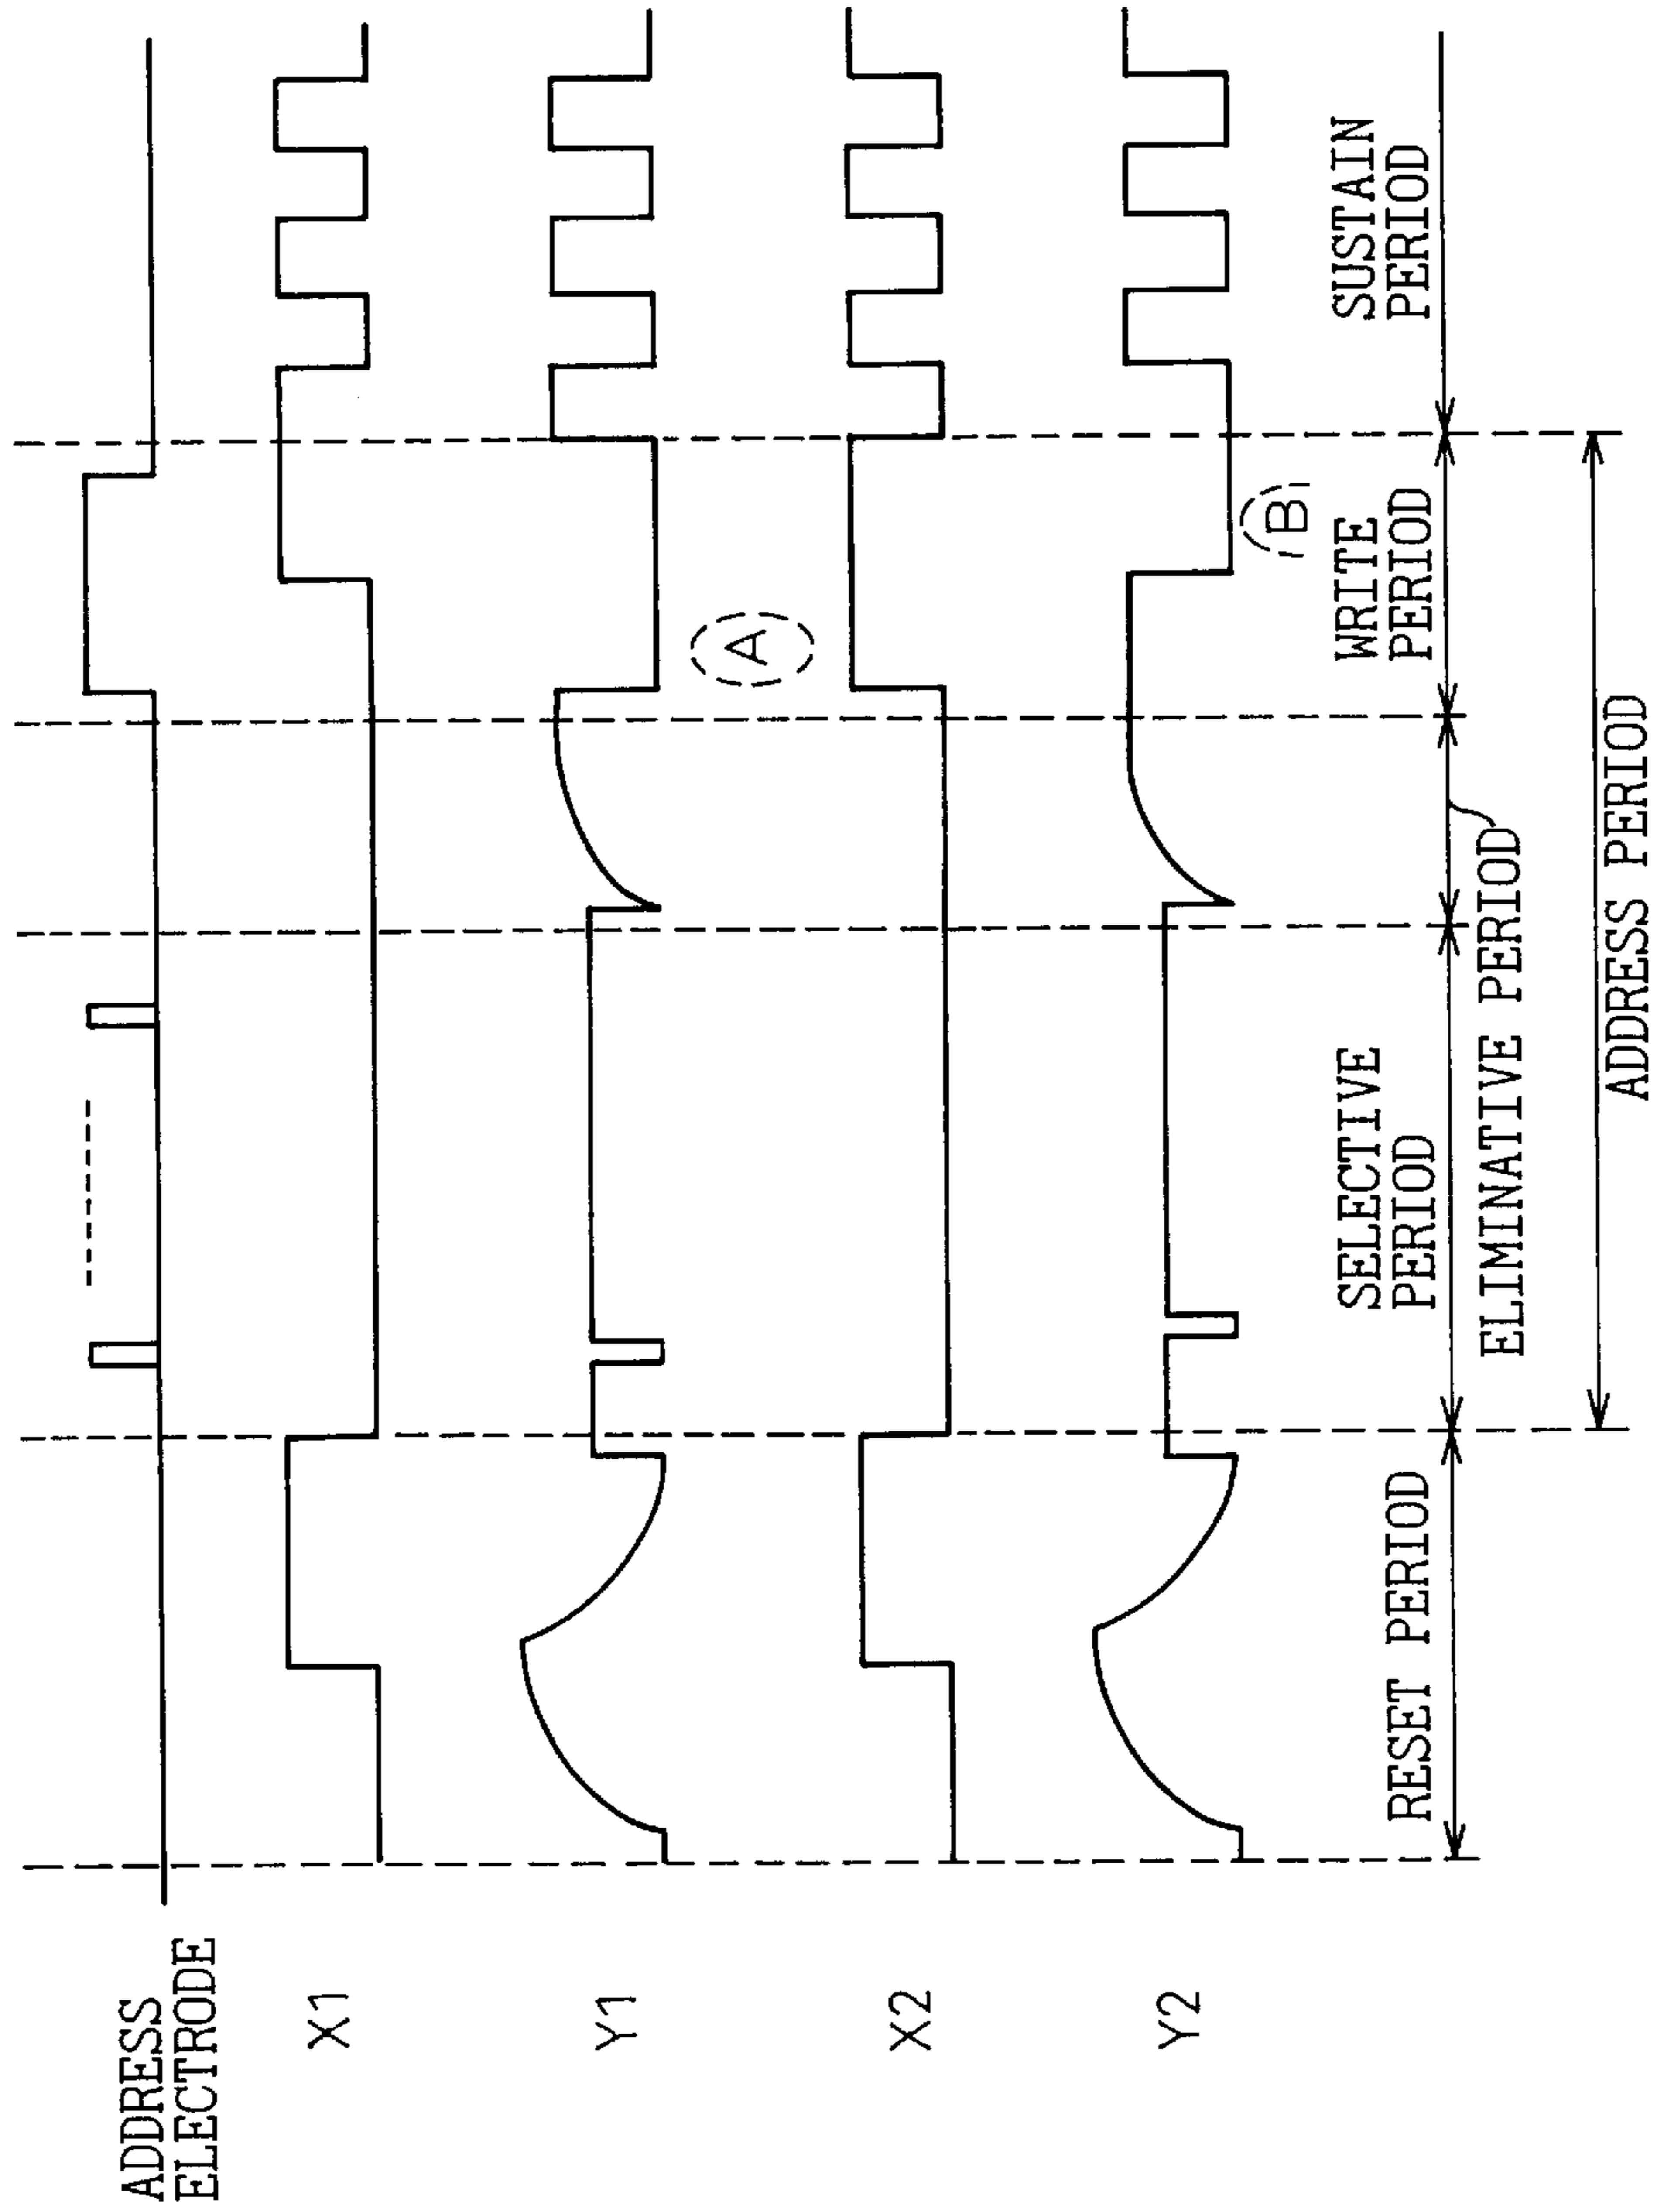 ADDRESS
ELECTRODE
X1
Y1
A
X2
Y2
B
RESET PERIOD
SELECTIVE
PERIOD
WRITE
PERIOD
SUSTAIN
PERIOD
ELIMINATIVE PERIOD
ADDRESS PERIOD